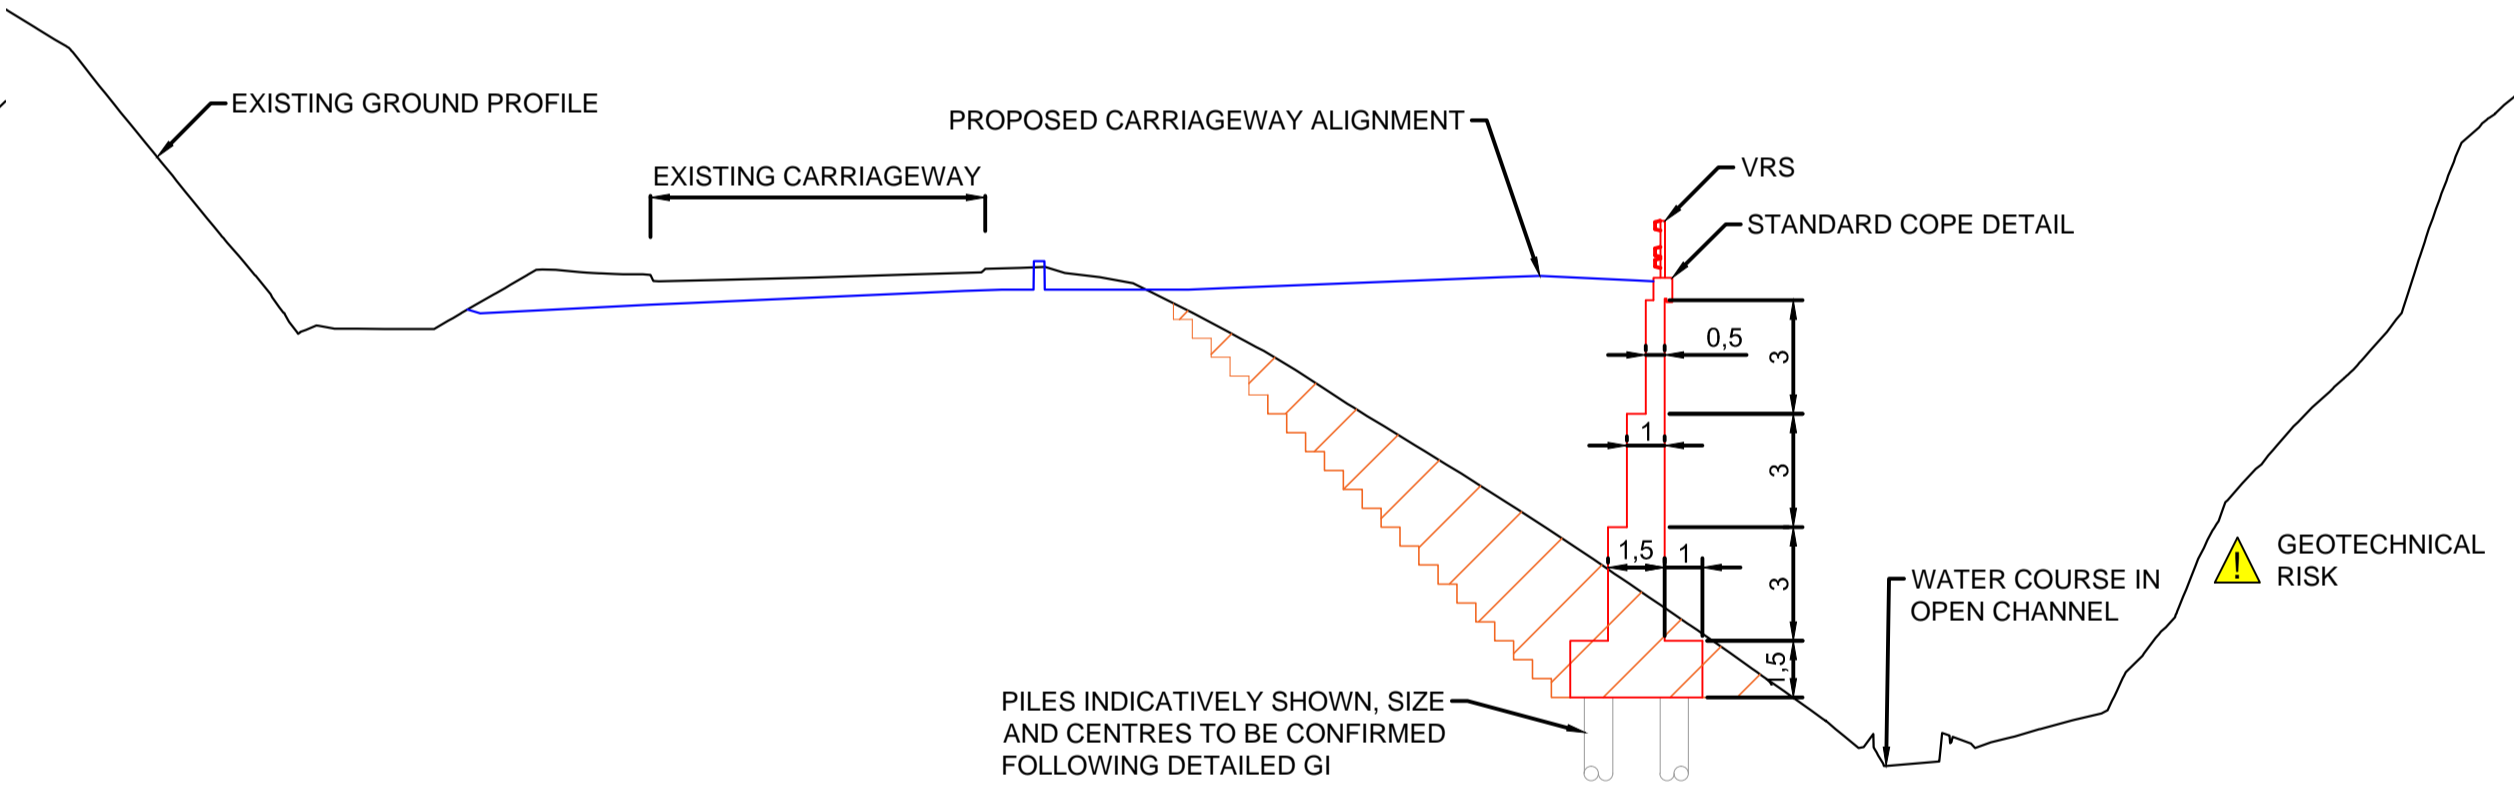 EXISTING GROUND PROFILE
PROPOSED CARRIAGEWAY ALIGNMENT
EXISTING CARRIAGEWAY
VRS
STANDARD COPE DETAIL
0,5
3
1
3
1,5
1
3
1,5
GEOTECHNICAL
RISK
!
WATER COURSE IN
OPEN CHANNEL
PILES INDICATIVELY SHOWN, SIZE
AND CENTRES TO BE CONFIRMED
FOLLOWING DETAILED GI